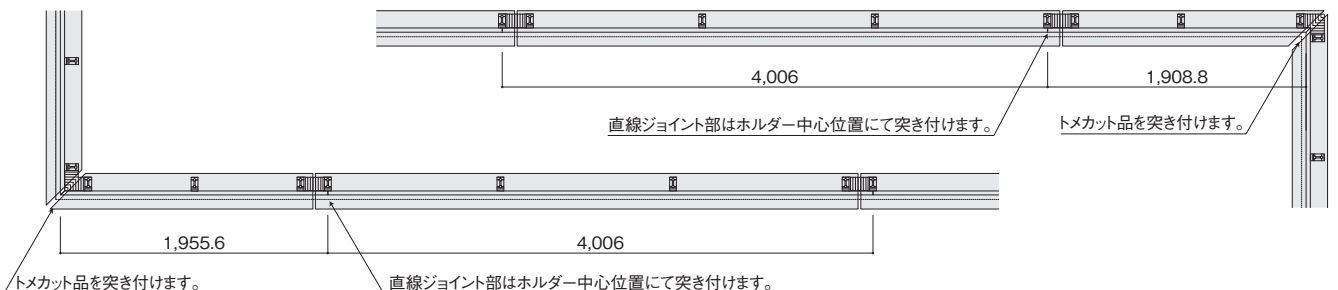 4,006
1,908.8
直線ジョイント部はホルダー中心位置にて突き付けます。
トメカット品を突き付けます。
1,955.6
4,006
トメカット品を突き付けます。
直線ジョイント部はホルダー中心位置にて突き付けます。